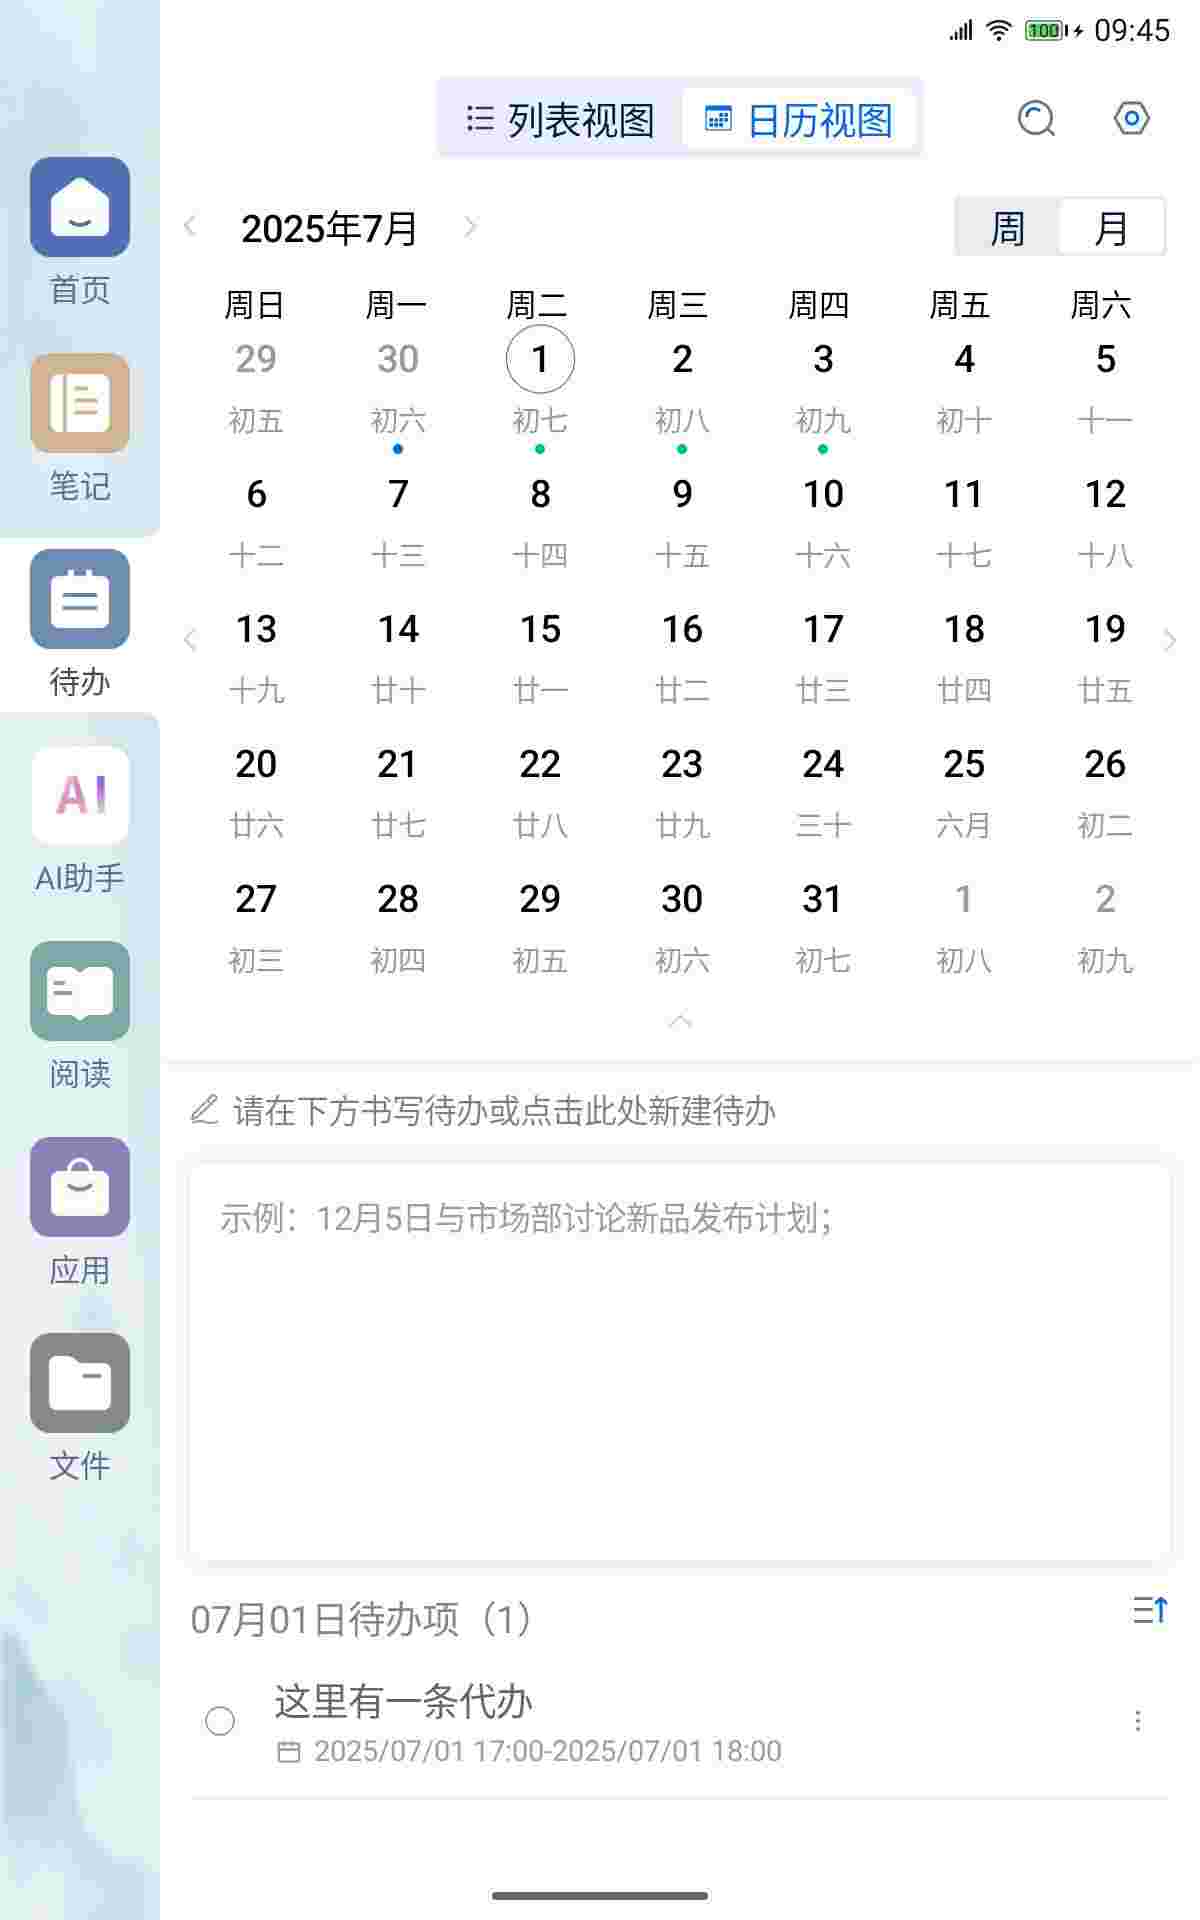 100 09:45
列表视图 日历视图
2025年7月
周 月
周日 周一 周二 周三 周四 周五 周六
29 30 1 2 3 4 5
初五 初六 初七 初八 初九 初十 十一
6 7 8 9 10 11 12
十二 十三 十四 十五 十六 十七 十八
13 14 15 16 17 18 19
十九 廿十 廿一 廿二 廿三 廿四 廿五
20 21 22 23 24 25 26
廿六 廿七 廿八 廿九 三十 六月 初二
27 28 29 30 31 1 2
初三 初四 初五 初六 初七 初八 初九
请在下方书写待办或点击此处新建待办
示例：12月5日与市场部讨论新品发布计划；
07月01日待办项（1）
这里有一条代办
2025/07/01 17:00-2025/07/01 18:00
首页
笔记
待办
AI
AI助手
阅读
应用
文件